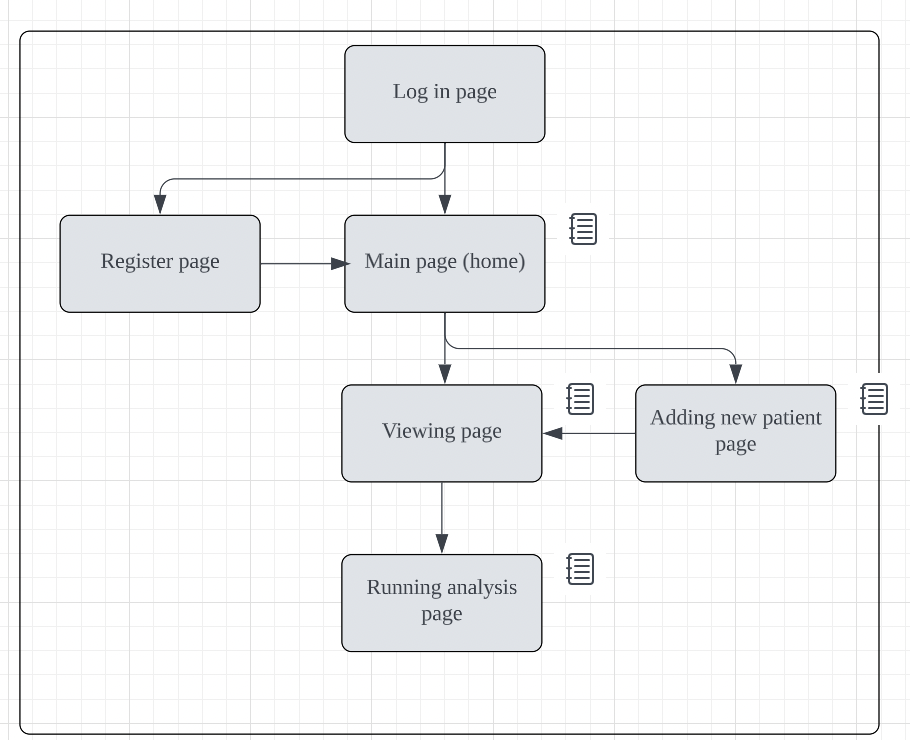 Log in page
Register page
Main page (home)
Viewing page
Adding new patient
page
Running analysis
page